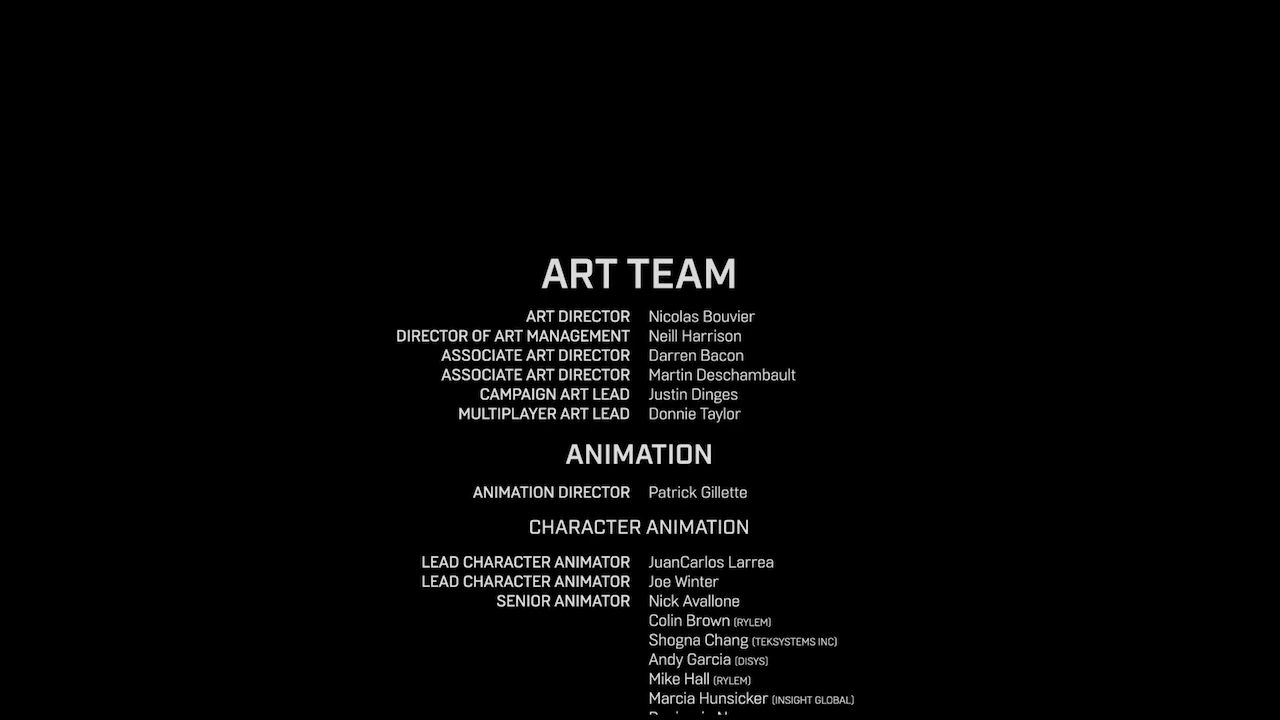 ART TEAM
ART DIRECTOR Nicolas Bouvier
DIRECTOR OF ART MANAGEMENT Neill Harrison
ASSOCIATE ART DIRECTOR Darren Bacon
ASSOCIATE ART DIRECTOR Martin Deschambault
CAMPAIGN ART LEAD Justin Dinges
MULTIPLAYER ART LEAD Donnie Taylor
ANIMATION
ANIMATION DIRECTOR Patrick Gillette
CHARACTER ANIMATION
LEAD CHARACTER ANIMATOR JuanCarlos Larrea
LEAD CHARACTER ANIMATOR Joe Winter
SENIOR ANIMATOR Nick Avallone
Colin Brown (RYLEM)
Shogna Chang (TEKSYSTEMS INC)
Andy Garcia (DISYS)
Mike Hall (RYLEM)
Marcia Hunsicker (INSIGHT GLOBAL)